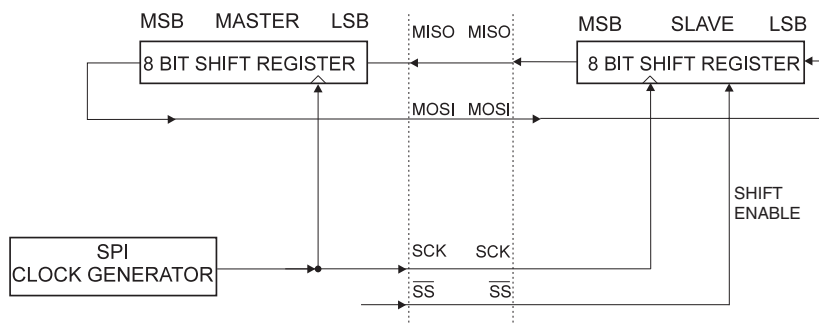 MSB MASTER LSB
MISO MISO
MSB SLAVE LSB
8 BIT SHIFT REGISTER
8 BIT SHIFT REGISTER
MOSI MOSI
SHIFT
ENABLE
SPI
CLOCK GENERATOR
SCK SCK
SS SS